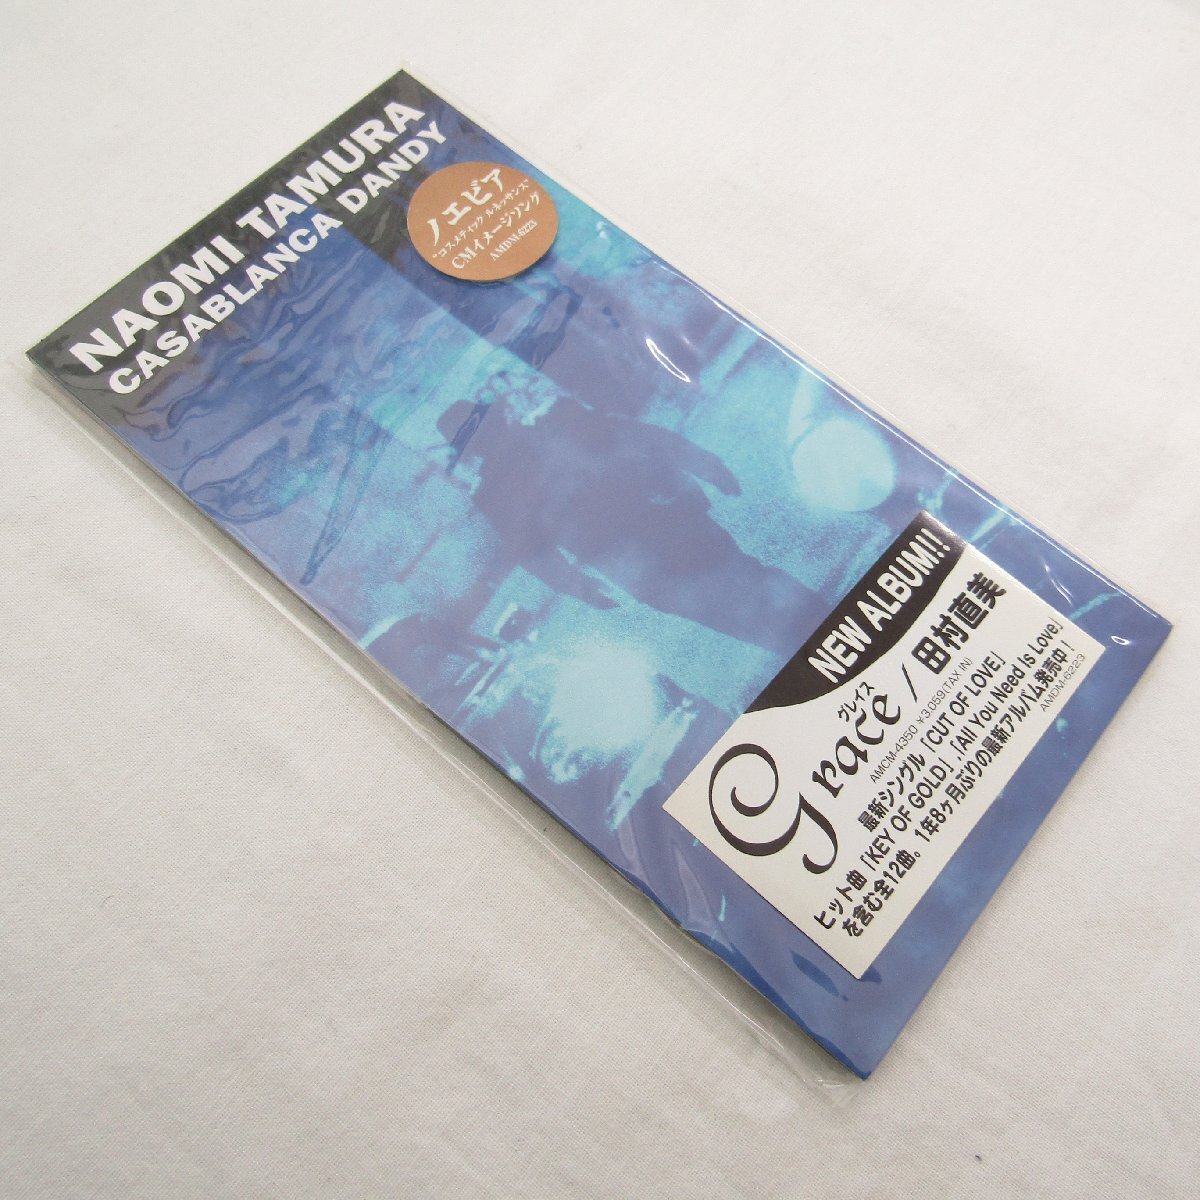 NAOMI TAMURA
CASABLANCA DANDY
ノエビア
"コスメティック ルネッサンス"
CMイメージソング
AMDM-6223
NEW ALBUM!!
グレイス
Grace/田村直美
AMCM-4350 ¥3,059(TAX IN)
最新シングル「CUT OF LOVE」
ヒット曲「KEY OF GOLD」,「All You Need is Love」
を含む全12曲。1年8ヶ月ぶりの最新アルバム発売中!
AMDM-6223